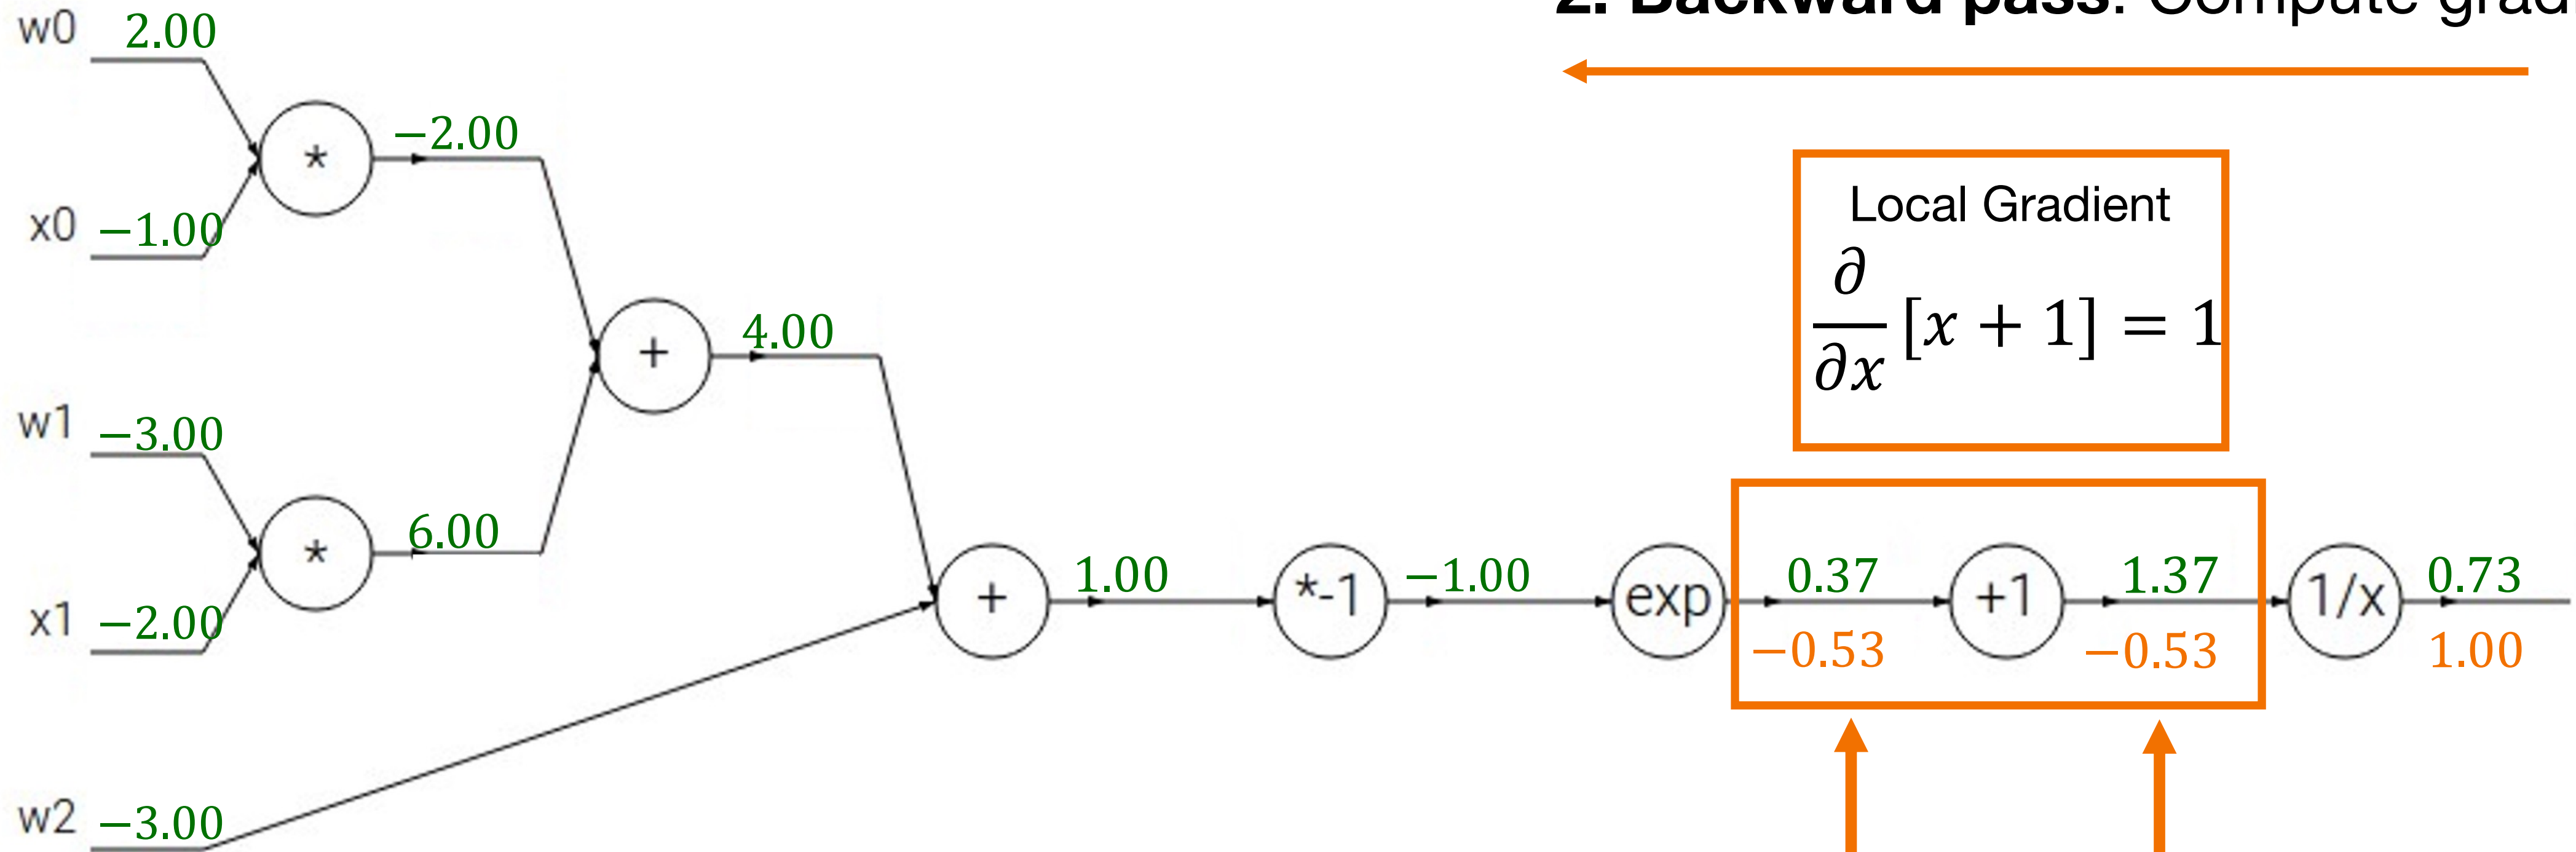 2. Backward pass: Compute grad
w0 2.00
* −2.00
x0 −1.00
+ 4.00
w1 −3.00
* 6.00
x1 −2.00
w2 −3.00
Local Gradient
∂/∂x [x + 1] = 1
+ 1.00 *-1 −1.00 exp 0.37 +1 1.37 1/x 0.73
−0.53 −0.53 1.00